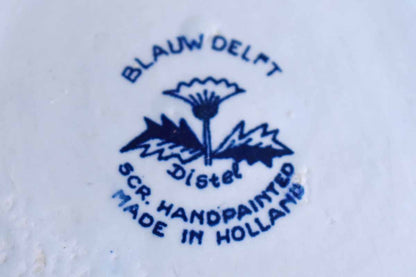 BLAUW DELFT
Distel
SCR. HANDPAINTED
MADE IN HOLLAND